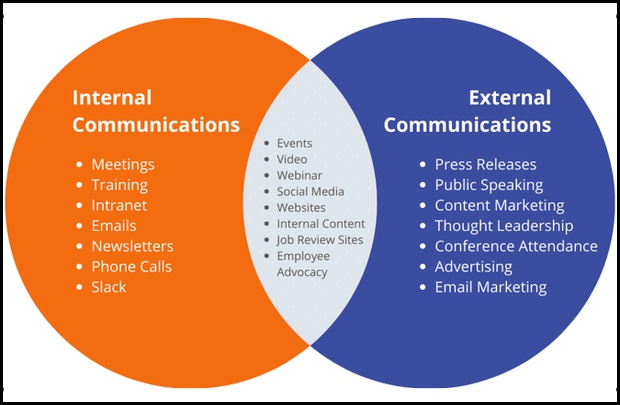 Internal
Communications
• Meetings
• Training
• Intranet
• Emails
• Newsletters
• Phone Calls
• Slack
• Events
• Video
• Webinar
• Social Media
• Websites
• Internal Content
• Job Review Sites
• Employee
Advocacy
External
Communications
• Press Releases
• Public Speaking
• Content Marketing
• Thought Leadership
• Conference Attendance
• Advertising
• Email Marketing